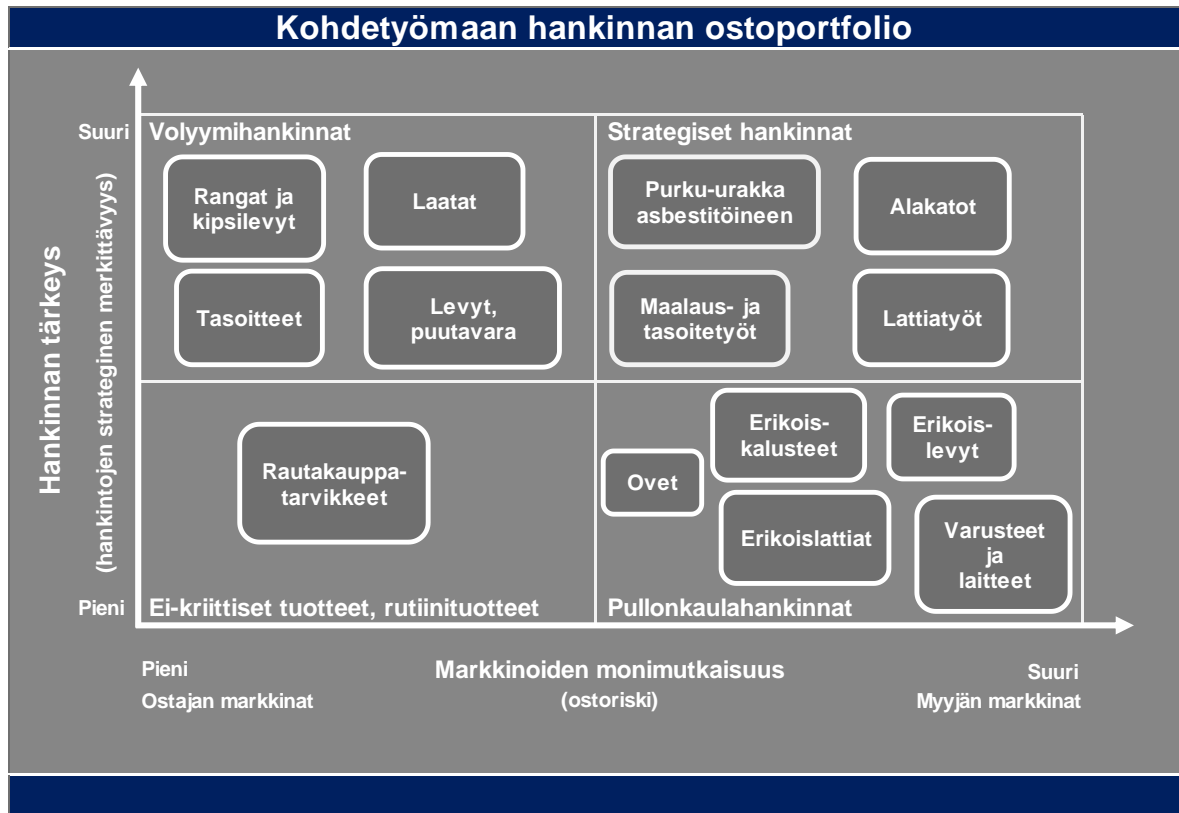 Kohdetyömaan hankinnan ostoportfolio
Hankinnan tärkeys
(hankintojen strateginen merkittävyys)
Suuri
Volyymihankinnat
Rangat ja
kipsilevyt
Laatat
Tasoitteet
Levyt,
puutavara
Strategiset hankinnat
Purku-urakka
asbestitöineen
Alakatot
Maalaus- ja
tasoitetyöt
Lattiatyöt
Rautakauppa-
tarvikkeet
Pieni
Ei-kriittiset tuotteet, rutiinituotteet
Erikois-
kalusteet
Erikois-
levyt
Ovet
Erikoislattiat
Varusteet
ja
laitteet
Pullonkaulahankinnat
Pieni
Markkinoiden monimutkaisuus
Suuri
Ostajan markkinat
(ostoriski)
Myyjän markkinat